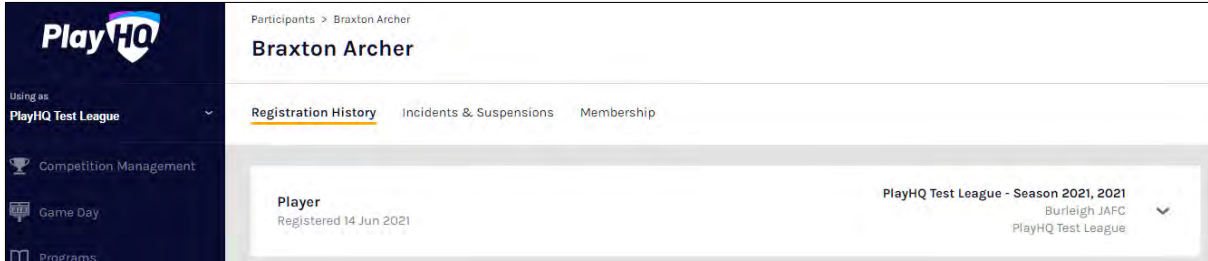 PlayHQ
Using as
PlayHQ Test League
Competition Management
Game Day
Programs
Participants > Braxton Archer
Braxton Archer
Registration History Incidents & Suspensions Membership
Player
Registered 14 Jun 2021
PlayHQ Test League - Season 2021, 2021
Burleigh JAFC
PlayHQ Test League